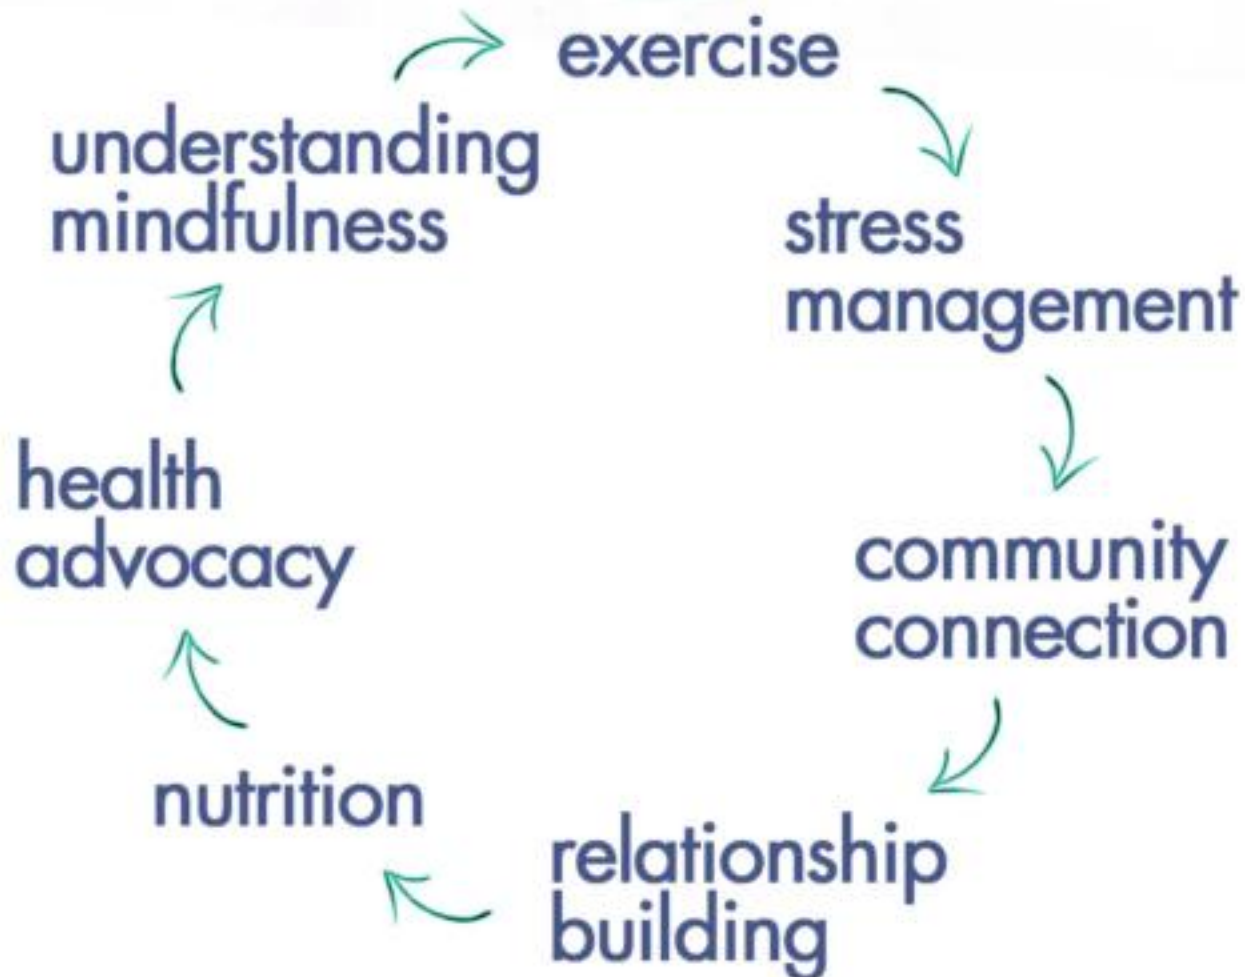 exercise
stress
management
community
connection
relationship
building
nutrition
health
advocacy
understanding
mindfulness